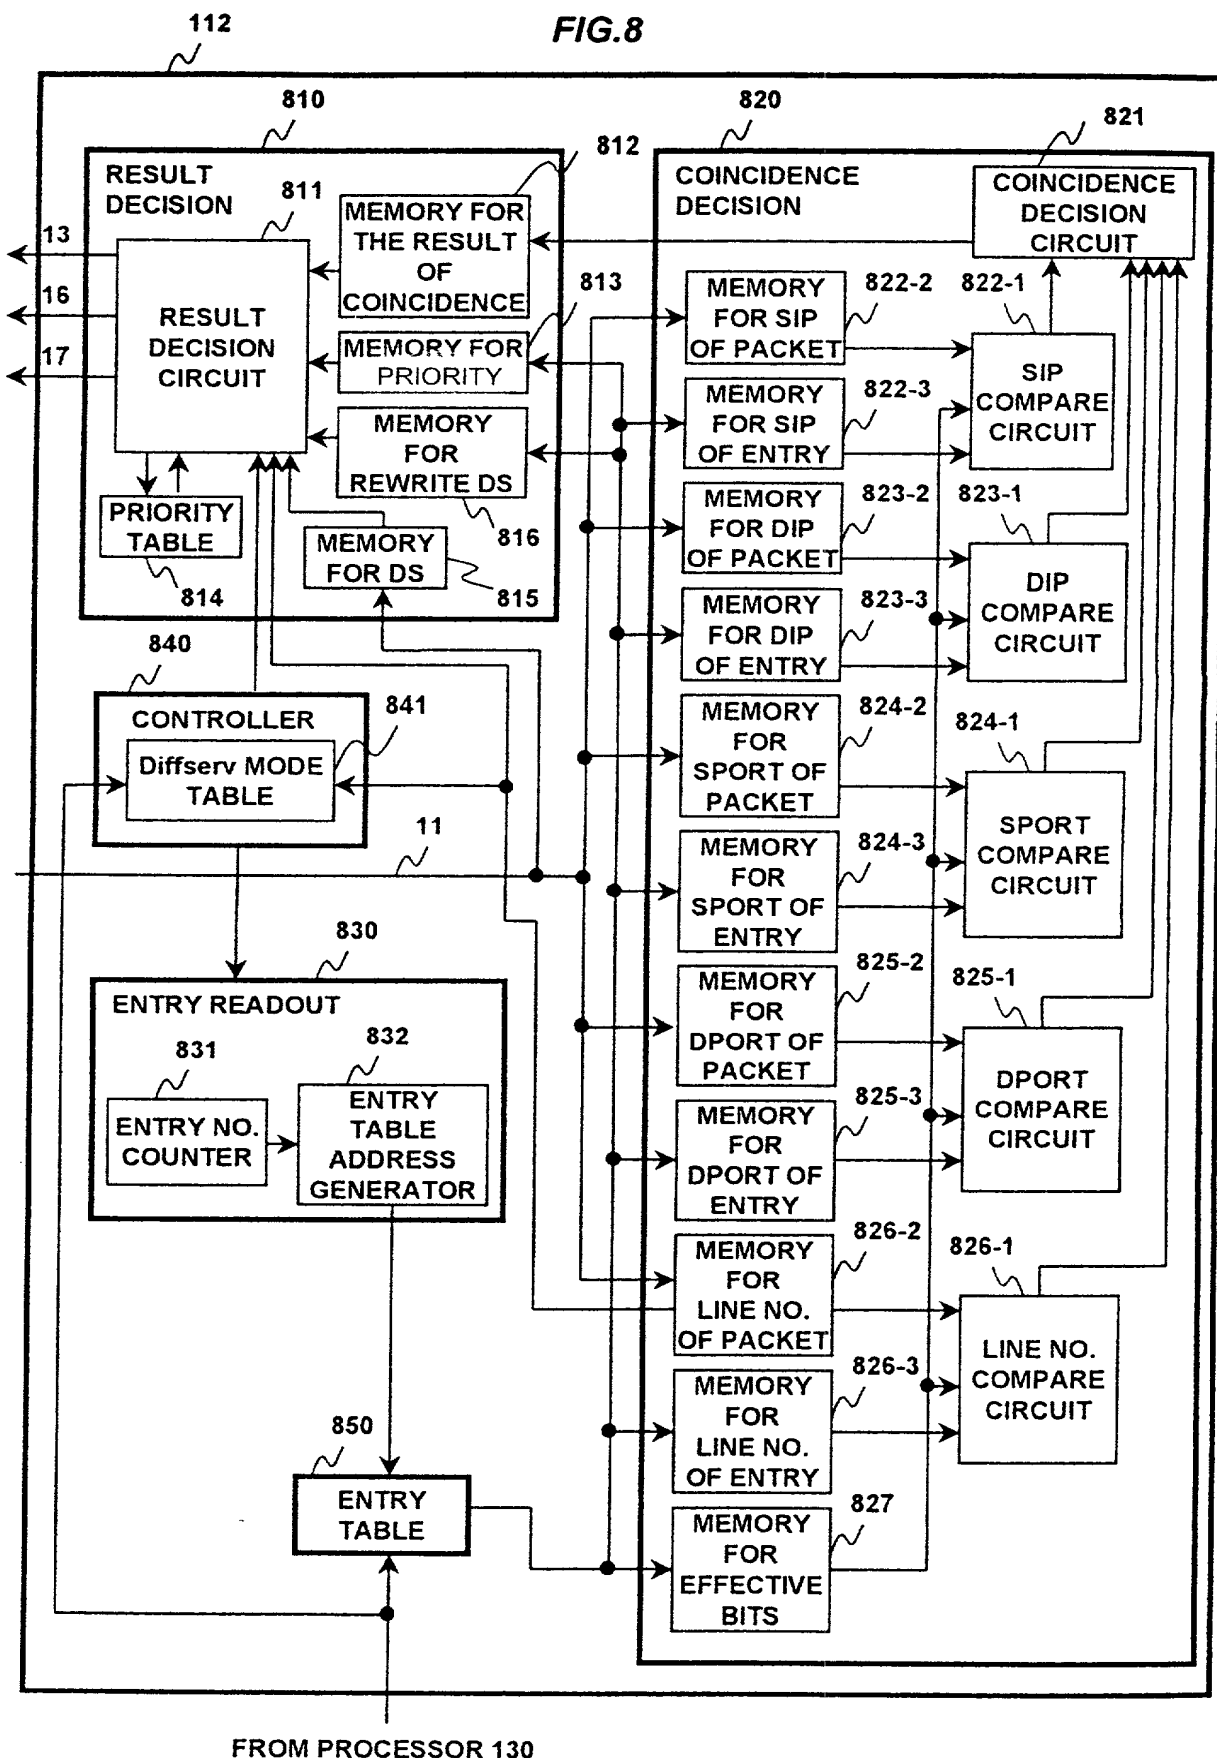 FIG.8
112
810
820
821
812
RESULT
DECISION
811
MEMORY FOR
THE RESULT
OF
COINCIDENCE
COINCIDENCE
DECISION
COINCIDENCE
DECISION
CIRCUIT
13
16
17
RESULT
DECISION
CIRCUIT
813
MEMORY FOR
PRIORITY
MEMORY
FOR
REWRITE DS
816
PRIORITY
TABLE
814
MEMORY
FOR DS
815
MEMORY
FOR SIP
OF PACKET
822-2
822-1
MEMORY
FOR SIP
OF ENTRY
822-3
SIP
COMPARE
CIRCUIT
MEMORY
FOR DIP
OF PACKET
823-2
823-1
MEMORY
FOR DIP
OF ENTRY
823-3
DIP
COMPARE
CIRCUIT
840
CONTROLLER
841
Diffserv MODE
TABLE
11
MEMORY
FOR
SPORT OF
PACKET
824-2
824-1
MEMORY
FOR
SPORT OF
ENTRY
824-3
SPORT
COMPARE
CIRCUIT
830
ENTRY READOUT
831
832
ENTRY NO.
COUNTER
ENTRY
TABLE
ADDRESS
GENERATOR
MEMORY
FOR
DPORT OF
PACKET
825-2
825-1
MEMORY
FOR
DPORT OF
ENTRY
825-3
DPORT
COMPARE
CIRCUIT
MEMORY
FOR
LINE NO.
OF PACKET
826-2
826-1
MEMORY
FOR
LINE NO.
OF ENTRY
826-3
LINE NO.
COMPARE
CIRCUIT
850
ENTRY
TABLE
MEMORY
FOR
EFFECTIVE
BITS
827
FROM PROCESSOR 130